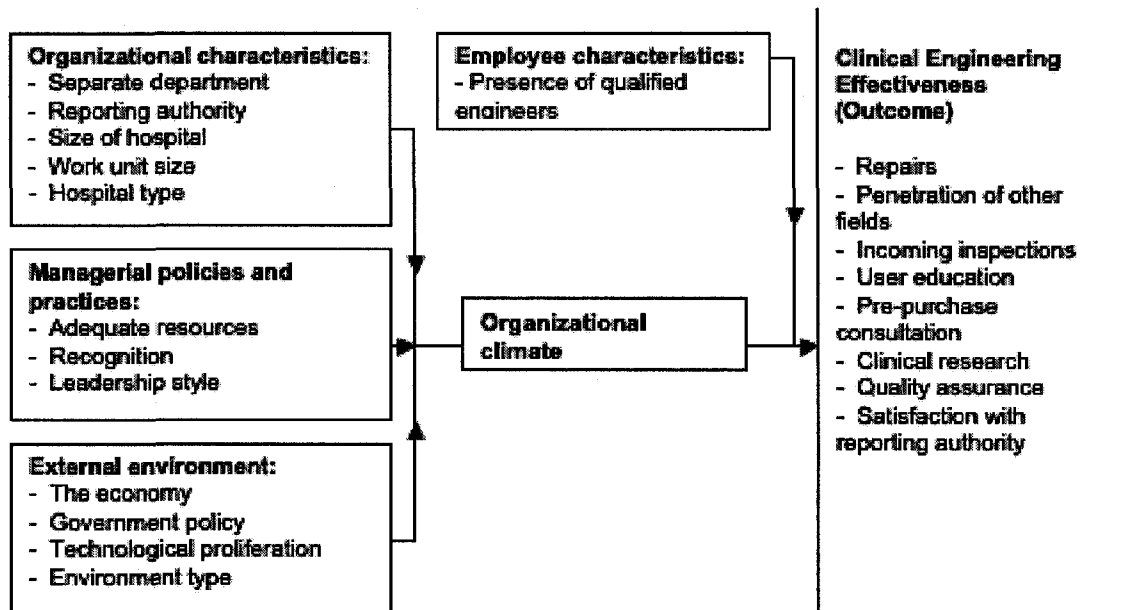 Organizational characteristics:
- Separate department
- Reporting authority
- Size of hospital
- Work unit size
- Hospital type
Managerial policies and
practices:
- Adequate resources
- Recognition
- Leadership style
External environment:
- The economy
- Government policy
- Technological proliferation
- Environment type
Employee characteristics:
- Presence of qualified
engineers
Organizational
climate
Clinical Engineering
Effectiveness
(Outcome)
- Repairs
- Penetration of other
fields
- Incoming inspections
- User education
- Pre-purchase
consultation
- Clinical research
- Quality assurance
- Satisfaction with
reporting authority